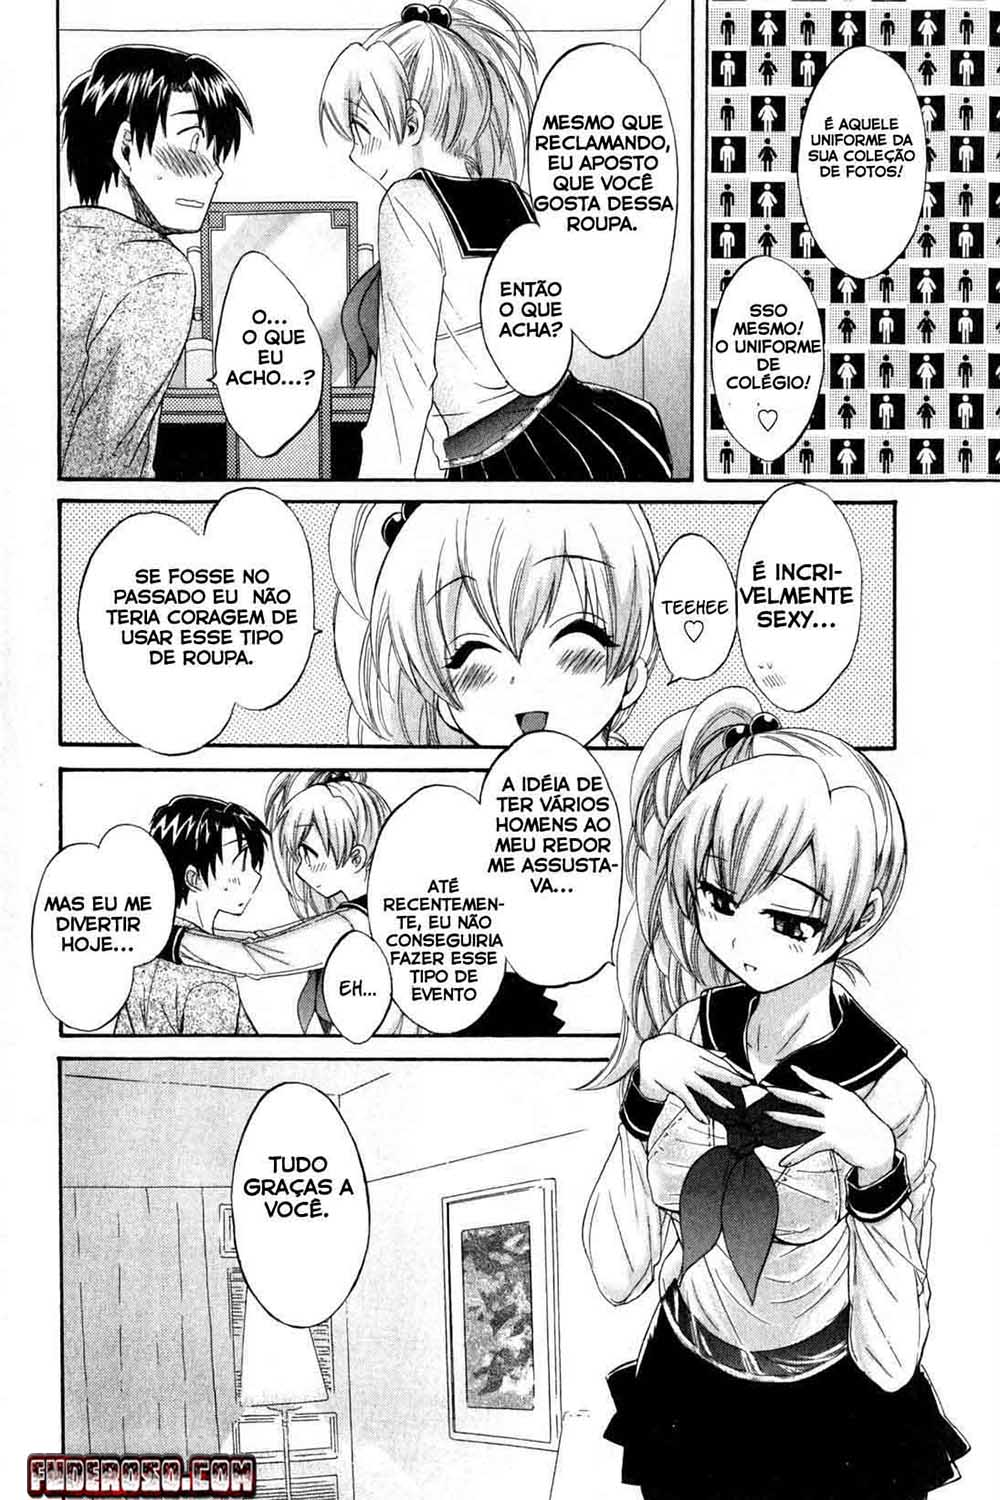 É AQUELE
UNIFORME DA
SUA COLEÇÃO
DE FOTOS!
SSO
MESMO!
O UNIFORME
DE
COLÉGIO!
♡
MESMO QUE
RECLAMANDO,
EU APOSTO
QUE VOCÊ
GOSTA DESSA
ROUPA.
ENTÃO
O QUE
ACHA?
O...
O QUE
EU
ACHO...?
É INCRI-
VELMENTE
SEXY...
TEEHEE
♡
SE FOSSE NO
PASSADO EU NÃO
TERIA CORAGEM DE
USAR ESSE TIPO
DE ROUPA.
A IDÉIA DE
TER VÁRIOS
HOMENS AO
MEU REDOR
ME ASSUSTA-
VA...
ATÉ
RECENTEMEN-
TE, EU NÃO
CONSEGUIRIA
FAZER ESSE
TIPO DE
EVENTO
EH...
MAS EU ME
DIVERTIR
HOJE...
TUDO
GRAÇAS A
VOCÊ.
FUDEROSO.COM